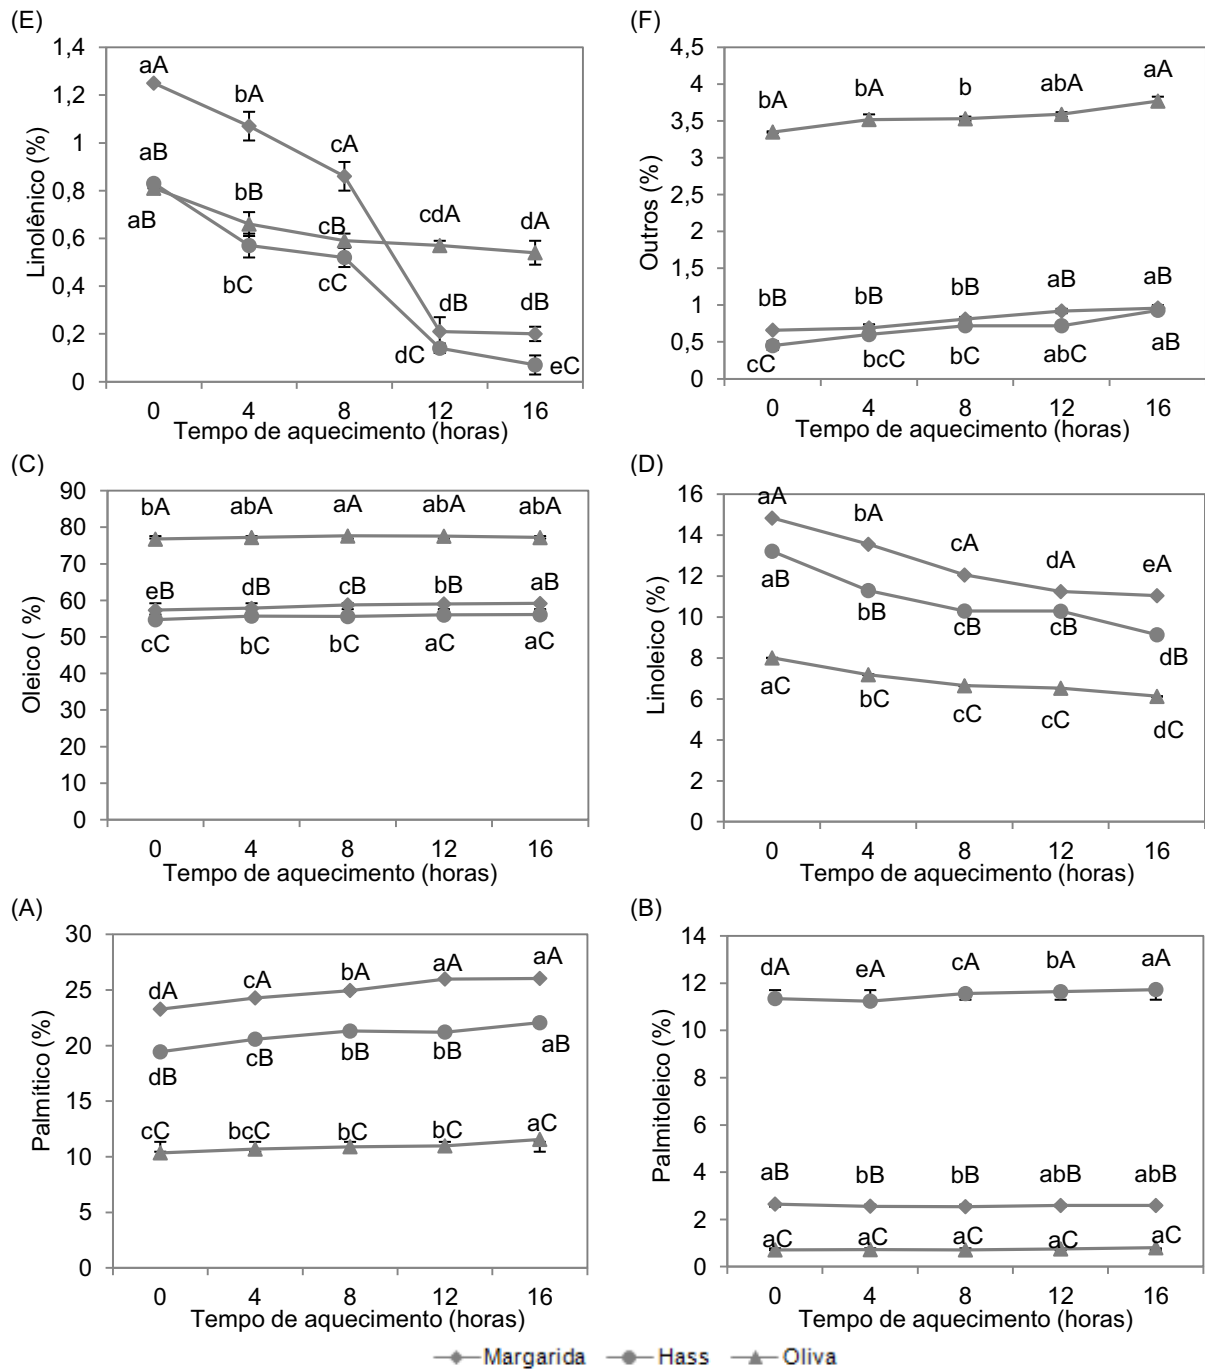 (E)
1,4
1,2
1
0,8
0,6
0,4
0,2
0
Linolênico (%)
aA
bA
cA
aB
bB
cB
cdA
dA
aB
bC
cC
dB
dB
dC
eC
0 4 8 12 16
Tempo de aquecimento (horas)
(F)
4,5
4
3,5
3
2,5
2
1,5
1
0,5
0
Outros (%)
bA bA b abA aA
bB bB bB aB aB
cC bcC bC abC aB
0 4 8 12 16
Tempo de aquecimento (horas)
(C)
90
80
70
60
50
40
30
20
10
0
Oleico ( %)
bA abA aA abA abA
eB dB cB bB aB
cC bC bC aC aC
0 4 8 12 16
Tempo de aquecimento (horas)
(D)
16
14
12
10
8
6
4
2
0
Linoleico (%)
aA bA cA dA eA
aB bB cB cB dB
aC bC cC cC dC
0 4 8 12 16
Tempo de aquecimento (horas)
(A)
30
25
20
15
10
5
0
Palmítico (%)
dA cA bA aA aA
dB cB bB bB aB
cC bcC bC bC aC
0 4 8 12 16
Tempo de aquecimento (horas)
(B)
14
12
10
8
6
4
2
0
Palmitoleico (%)
dA eA cA bA aA
aB bB bB abB abB
aC aC aC aC aC
0 4 8 12 16
Tempo de aquecimento (horas)
Margarida Hass Oliva